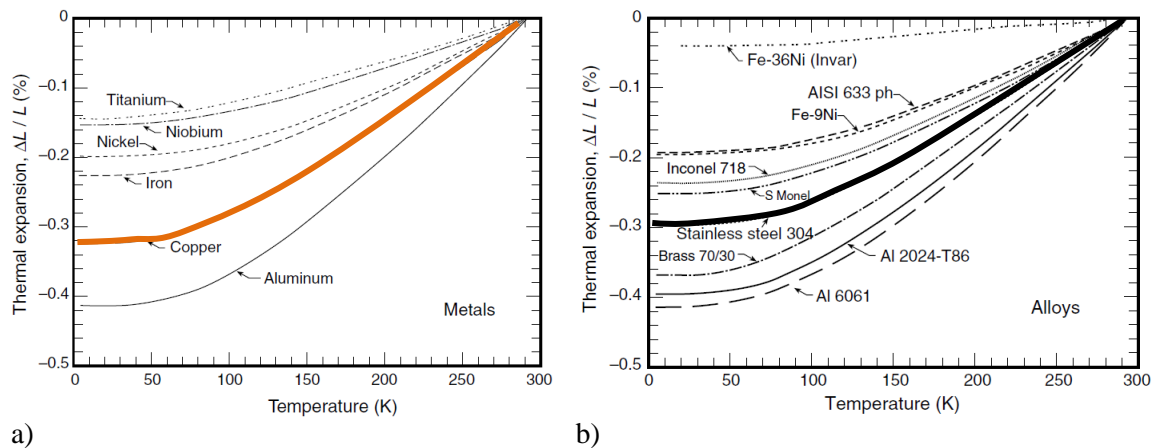 0
−0.1
−0.2
−0.3
−0.4
−0.5
Thermal expansion, ΔL / L (%)
Titanium
Niobium
Nickel
Iron
Copper
Aluminum
Metals
0 50 100 150 200 250 300
Temperature (K)
a)
0
−0.1
−0.2
−0.3
−0.4
−0.5
Thermal expansion, ΔL / L (%)
Fe-36Ni (Invar)
AISI 633 ph
Fe-9Ni
Inconel 718
S Monel
Stainless steel 304
Brass 70/30
Al 2024-T86
Al 6061
Alloys
0 50 100 150 200 250 300
Temperature (K)
b)